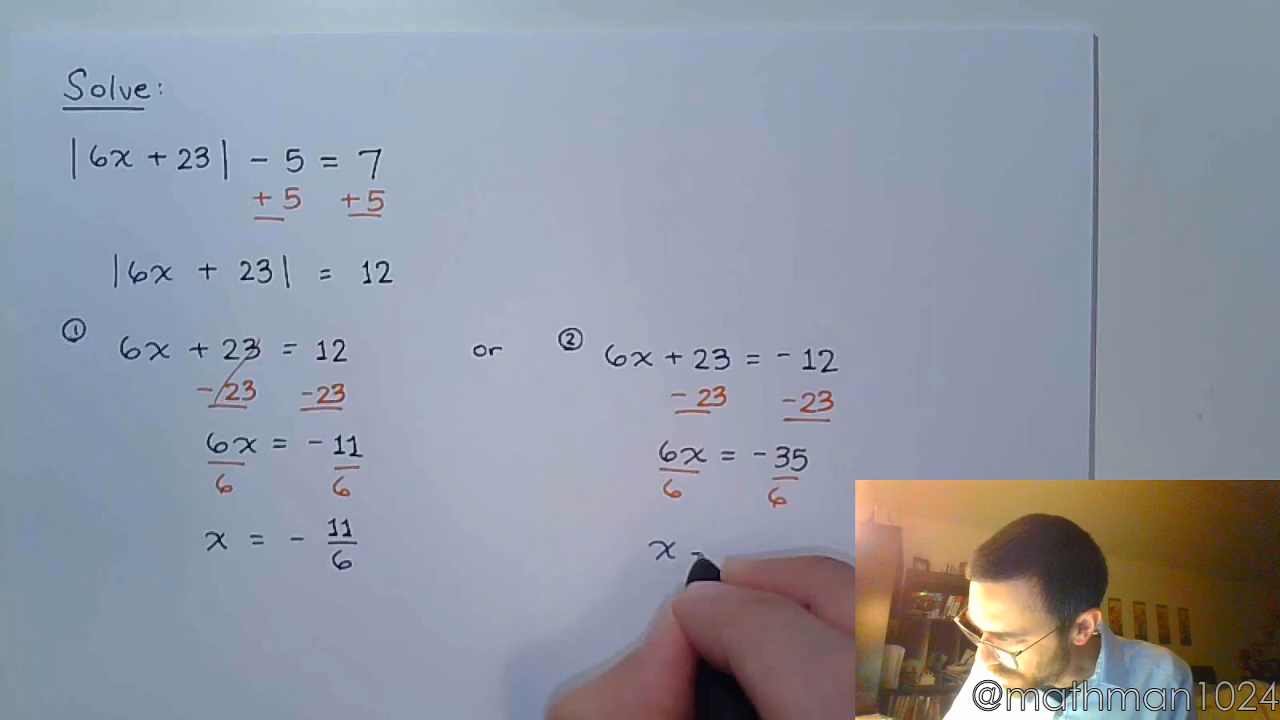 Solve:
|6x + 23| - 5 = 7
+ 5 + 5
|6x + 23| = 12
① 6x + 23 = 12
- 23 - 23
6x = - 11
6 6
x = - 11/6
or
② 6x + 23 = - 12
- 23 - 23
6x = - 35
6 6
x -
@mathman1024